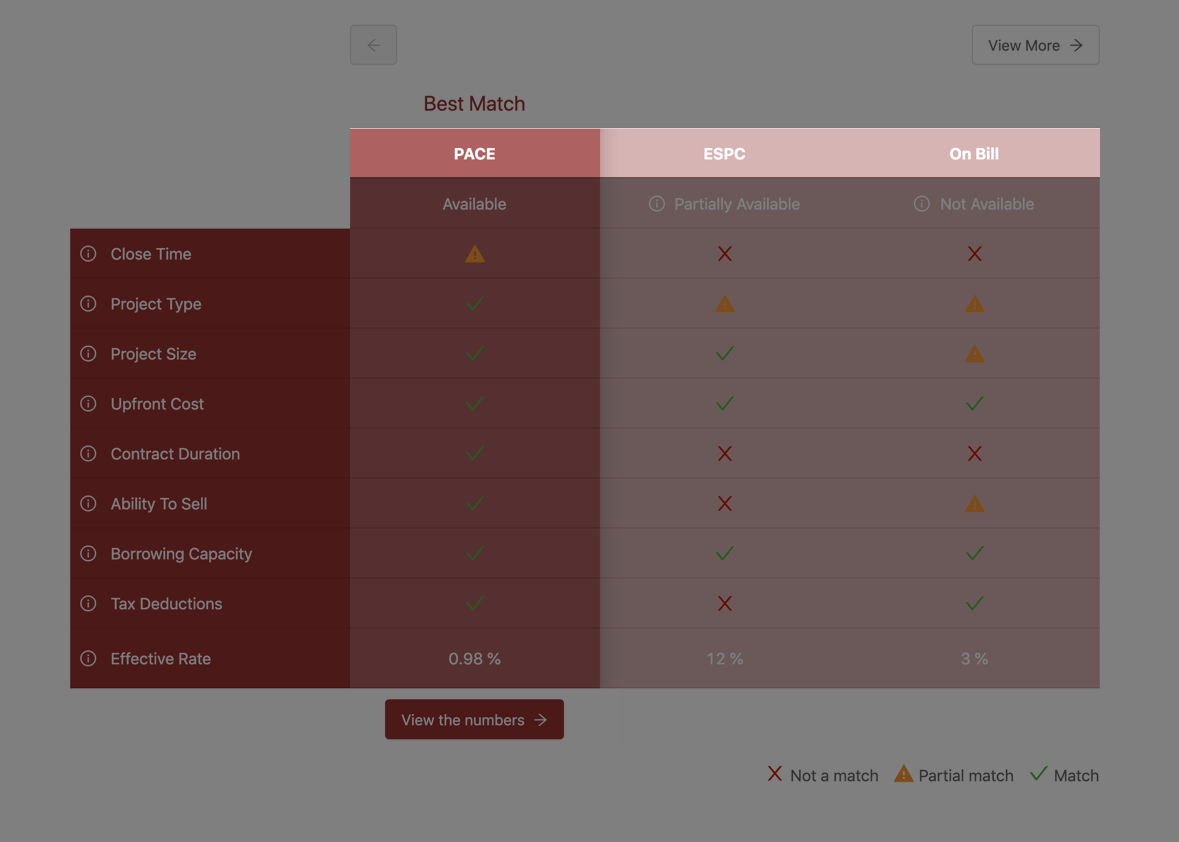 View More
Best Match
PACE ESPC On Bill
Available Partially Available Not Available
Close Time
Project Type
Project Size
Upfront Cost
Contract Duration
Ability To Sell
Borrowing Capacity
Tax Deductions
Effective Rate 0.98 % 12 % 3 %
View the numbers
Not a match Partial match Match